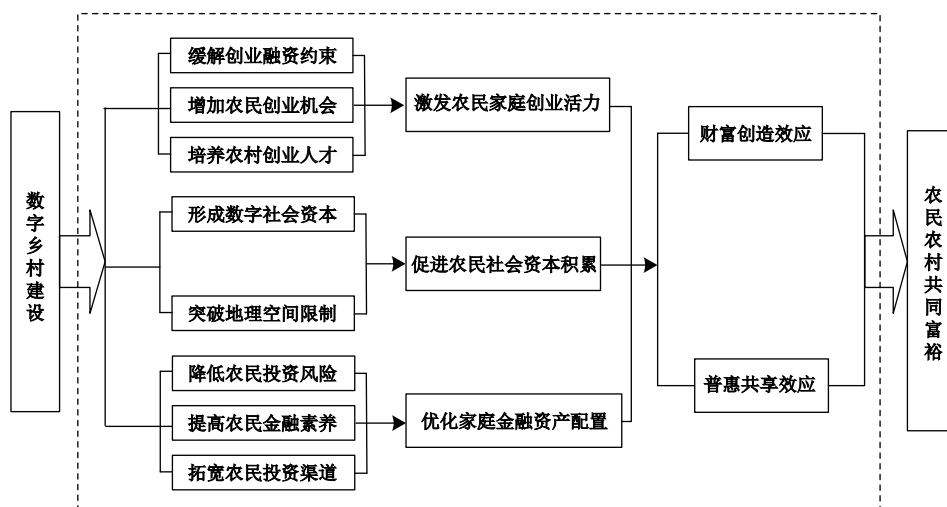 数字乡村建设
缓解创业融资约束
增加农民创业机会
培养农村创业人才
形成数字社会资本
突破地理空间限制
降低农民投资风险
提高农民金融素养
拓宽农民投资渠道
激发农民家庭创业活力
促进农民社会资本积累
优化家庭金融资产配置
财富创造效应
普惠共享效应
农民农村共同富裕